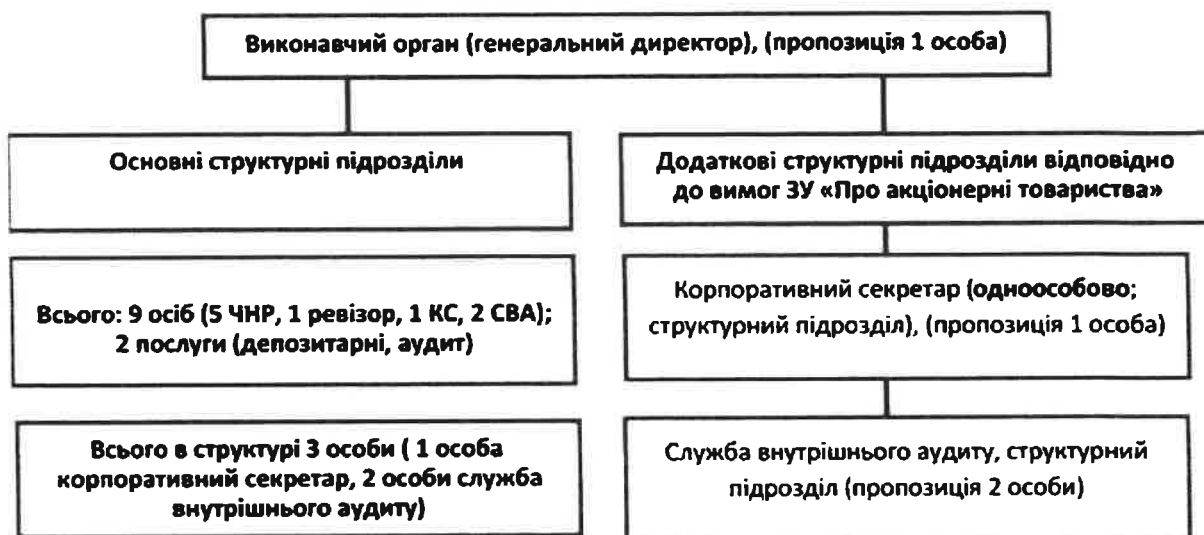 Виконавчий орган (генеральний директор), (пропозиція 1 особа)
Основні структурні підрозділи
Додаткові структурні підрозділи відповідно
до вимог ЗУ «Про акціонерні товариства»
Всього: 9 осіб (5 ЧНР, 1 ревізор, 1 КС, 2 СВА);
2 послуги (депозитарні, аудит)
Корпоративний секретар (одноособово;
структурний підрозділ), (пропозиція 1 особа)
Всього в структурі 3 особи ( 1 особа
корпоративний секретар, 2 особи служба
внутрішнього аудиту)
Служба внутрішнього аудиту, структурний
підрозділ (пропозиція 2 особи)